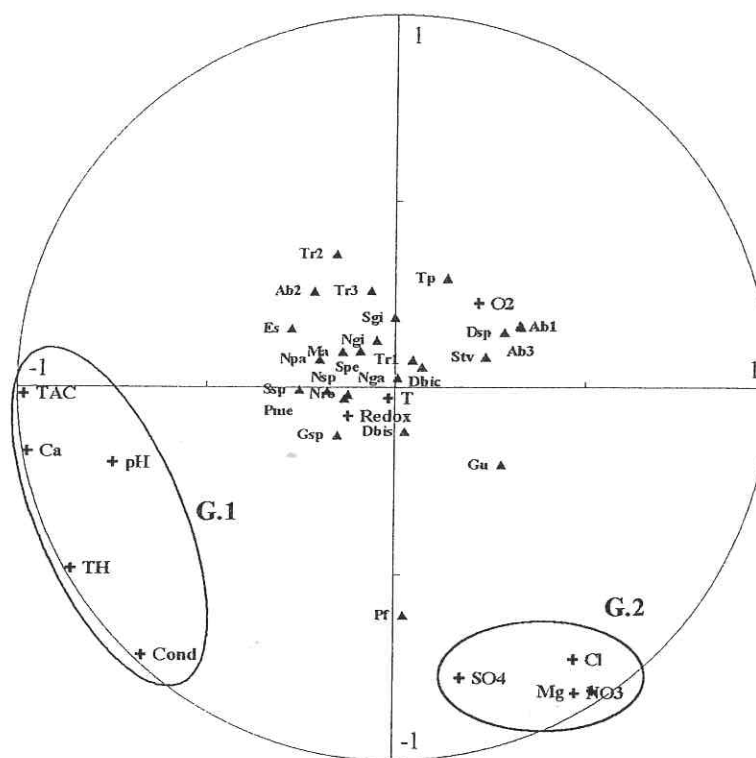 1
Tr2
Tp
Ab2
Tr3
O2
Sgi
Es
Dsp
Ab1
Ngi
Ma
Ab3
-1
Npa
Spe
Tr1
Stv
1
Nsp
Nga
Dbic
TAC
Ssp
Nro
T
Pme
Redox
Gsp
Dbis
Ca
pH
Gu
G.1
TH
G.2
Pf
Cond
Cl
SO4
Mg
NO3
-1